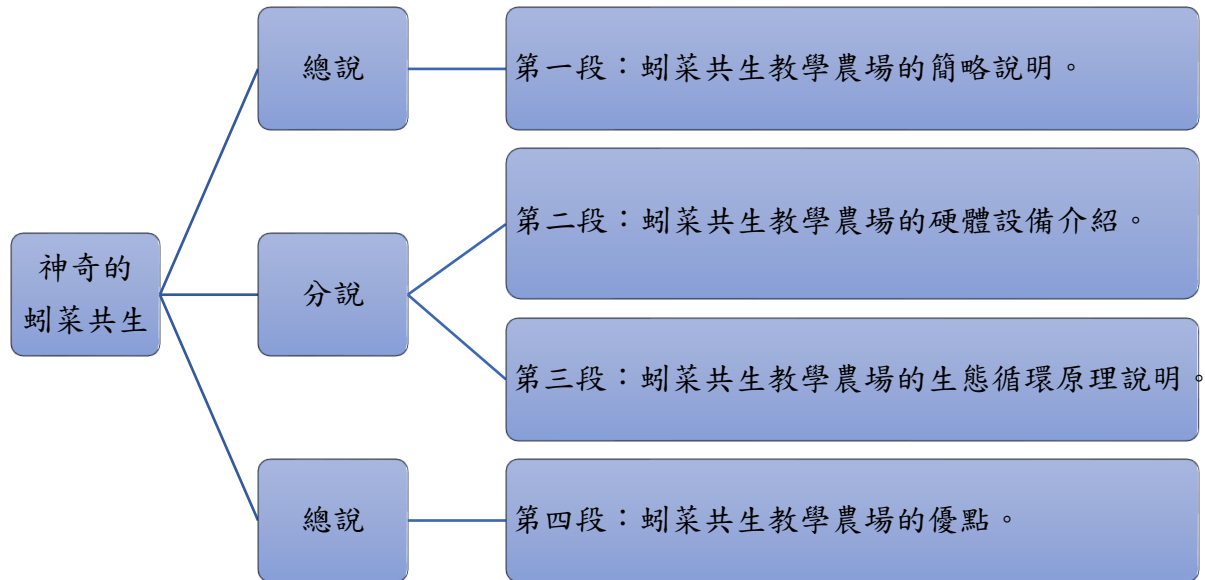 神奇的
蚓菜共生
總說
第一段：蚓菜共生教學農場的簡略說明。
分說
第二段：蚓菜共生教學農場的硬體設備介紹。
第三段：蚓菜共生教學農場的生態循環原理說明。
總說
第四段：蚓菜共生教學農場的優點。